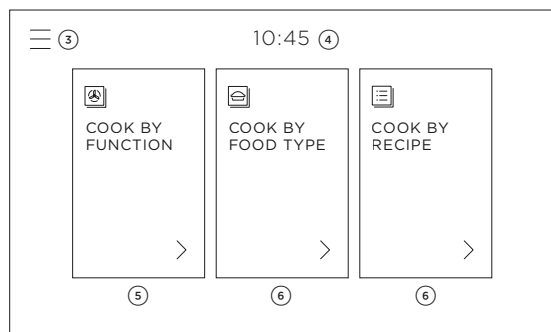 3
10:45 4
COOK BY
FUNCTION
COOK BY
FOOD TYPE
COOK BY
RECIPE
5
6
6